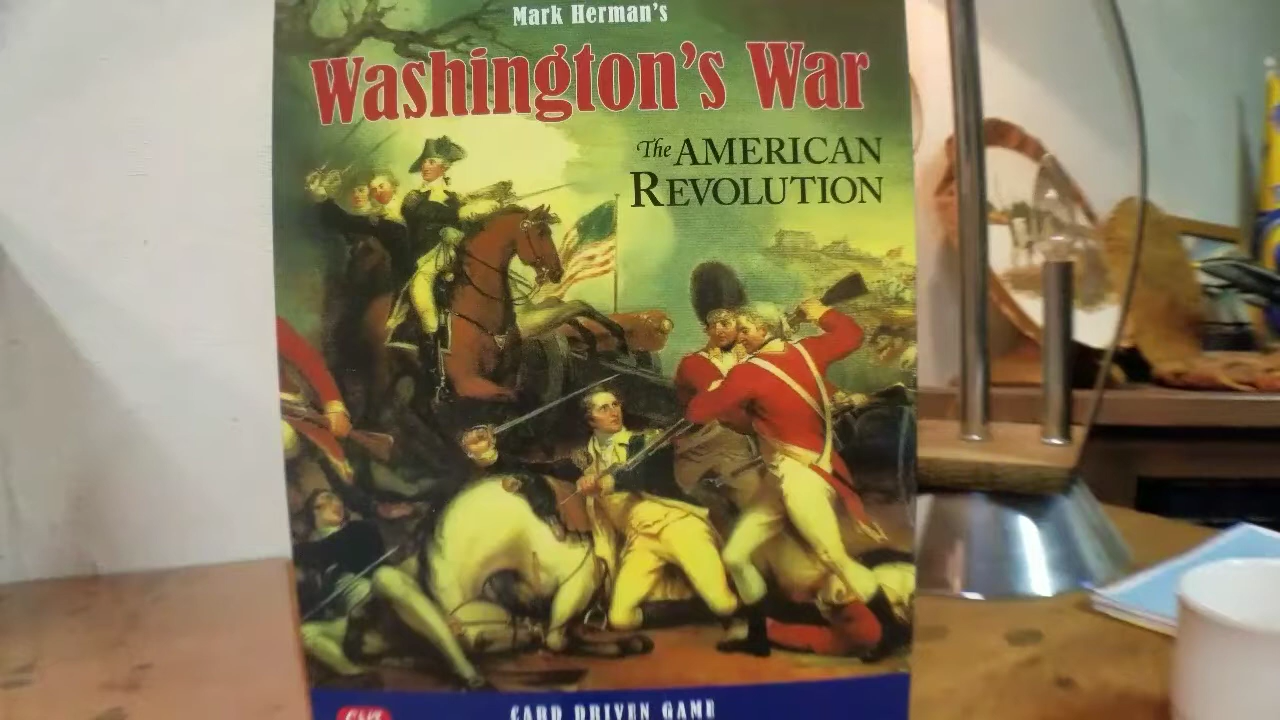 Mark Herman's
Washington's War
The AMERICAN
REVOLUTION
CARD DRIVEN GAME